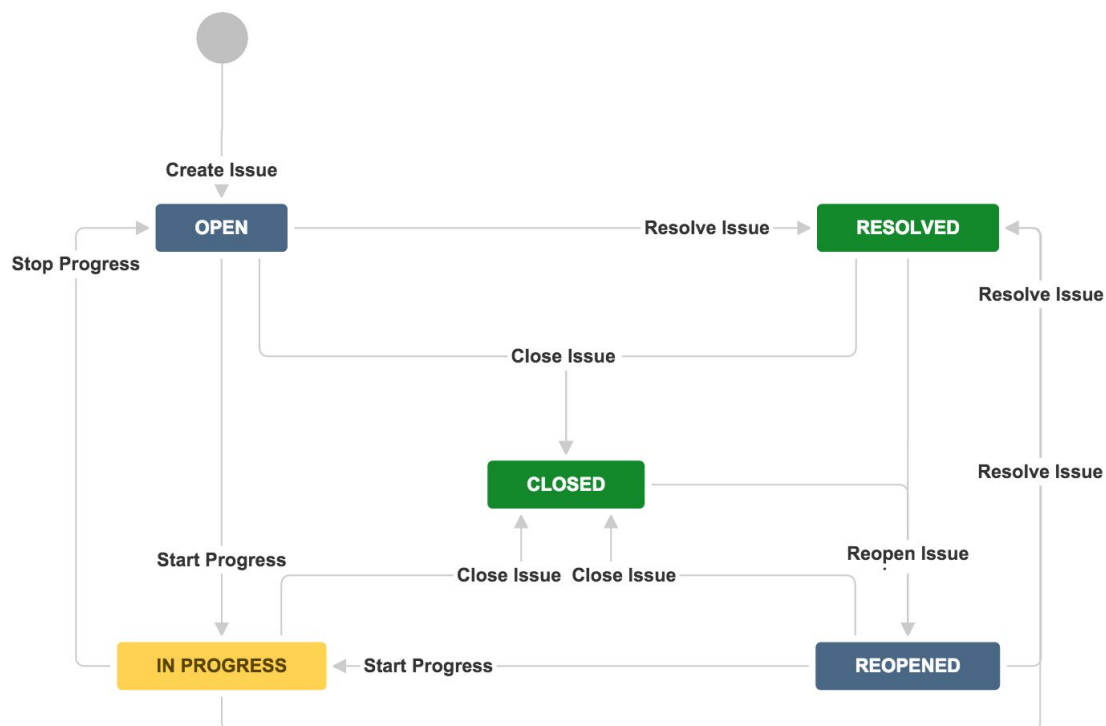 Create Issue
OPEN
Resolve Issue
RESOLVED
Stop Progress
Resolve Issue
Close Issue
Resolve Issue
CLOSED
Start Progress
Reopen Issue
Close Issue
Close Issue
IN PROGRESS
Start Progress
REOPENED